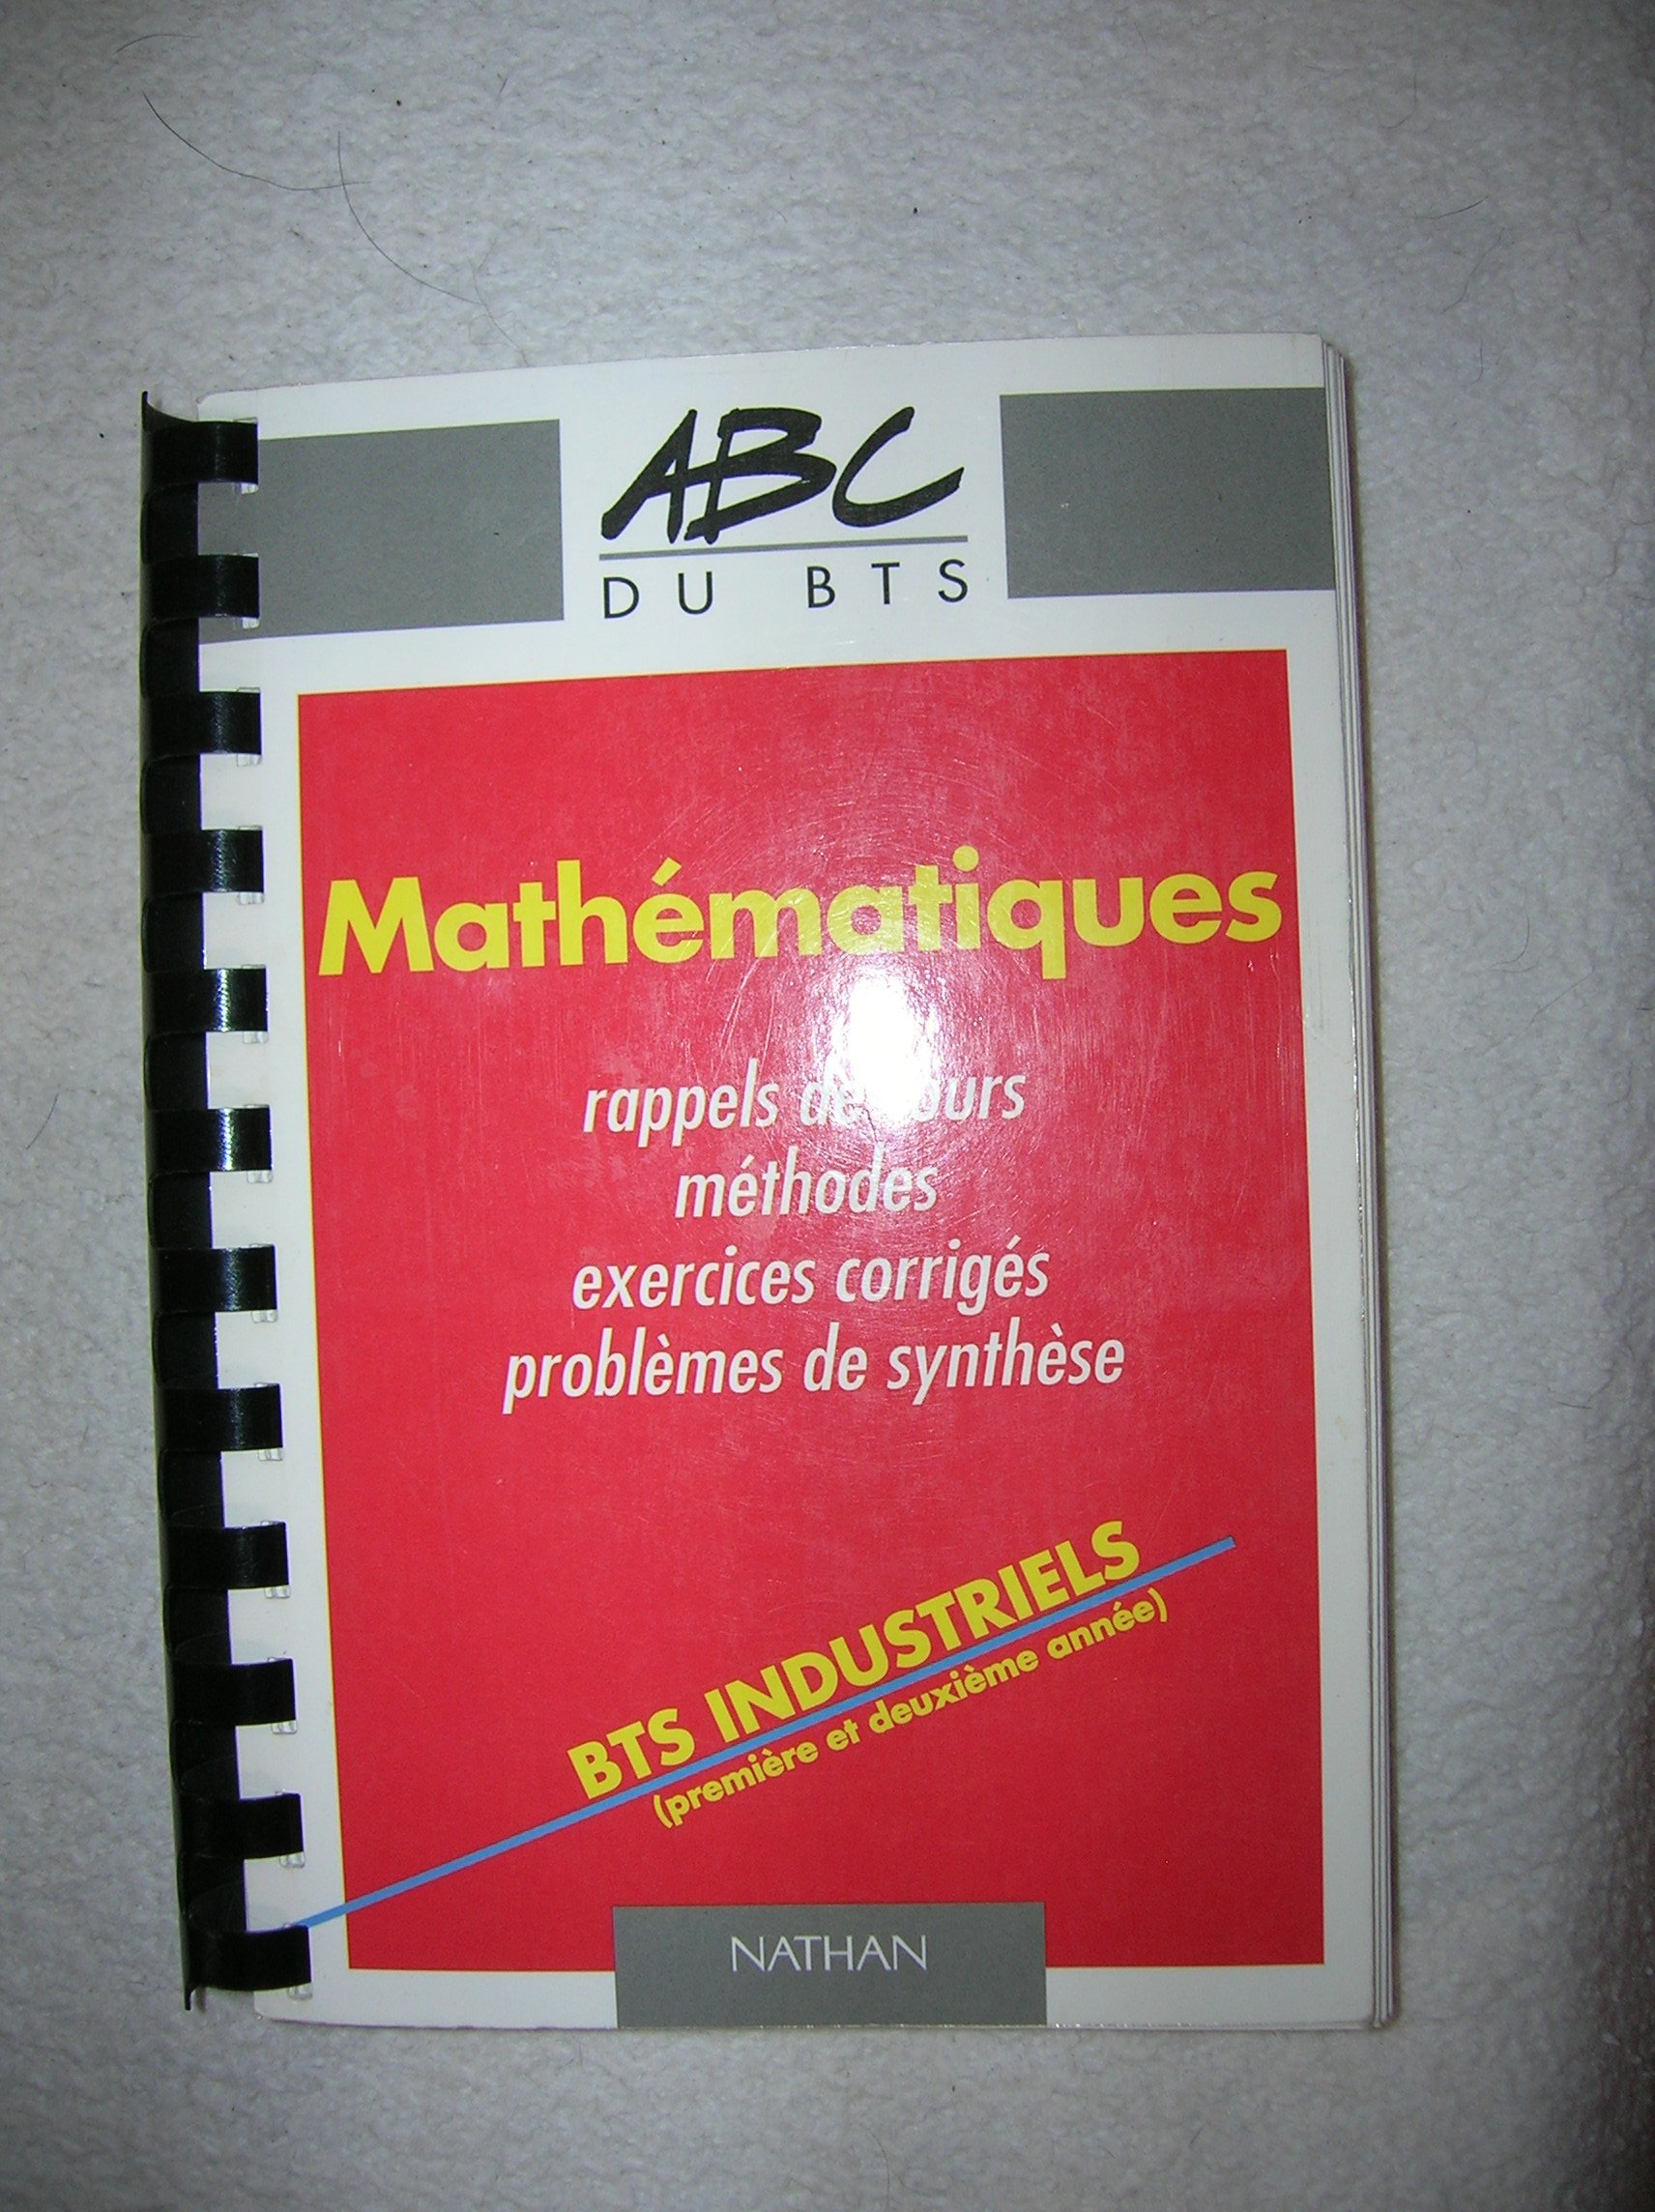 ABC
DU BTS
Mathématiques
rappels de cours
méthodes
exercices corrigés
problèmes de synthèse
BTS INDUSTRIELS
(première et deuxième année)
NATHAN